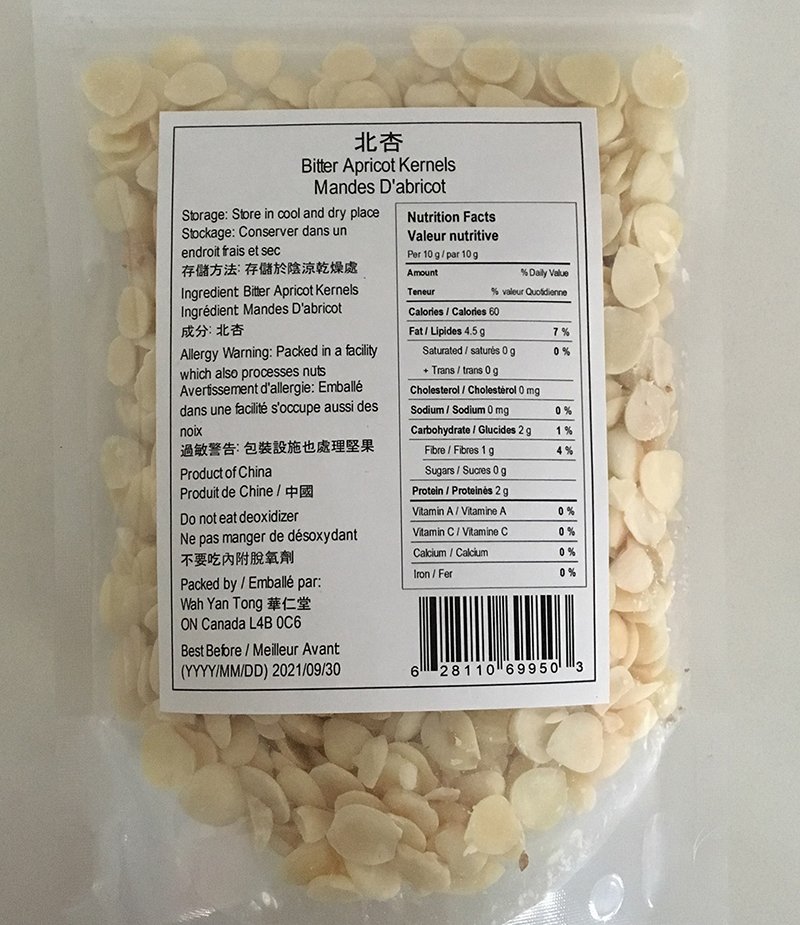 北杏
Bitter Apricot Kernels
Mandes D'abricot
Storage: Store in cool and dry place
Stockage: Conserver dans un
endroit frais et sec
存儲方法: 存儲於陰涼乾燥處
Ingredient: Bitter Apricot Kernels
Ingrédient: Mandes D'abricot
成分: 北杏
Allergy Warning: Packed in a facility
which also processes nuts
Avertissement d'allergie: Emballé
dans une facilité s'occupe aussi des
noix
過敏警告: 包裝設施也處理堅果
Product of China
Produit de Chine / 中國
Do not eat deoxidizer
Ne pas manger de désoxydant
不要吃內附脫氧劑
Packed by / Emballé par:
Wah Yan Tong 華仁堂
ON Canada L4B 0C6
Best Before / Meilleur Avant:
(YYYY/MM/DD) 2021/09/30
Nutrition Facts
Valeur nutritive
Per 10 g / par 10 g
Amount % Daily Value
Teneur % valeur Quotidienne
Calories / Calories 60
Fat / Lipides 4.5 g 7 %
Saturated / saturés 0 g 0 %
+ Trans / trans 0 g
Cholesterol / Cholestérol 0 mg
Sodium / Sodium 0 mg 0 %
Carbohydrate / Glucides 2 g 1 %
Fibre / Fibres 1 g 4 %
Sugars / Sucres 0 g
Protein / Proteinés 2 g
Vitamin A / Vitamine A 0 %
Vitamin C / Vitamine C 0 %
Calcium / Calcium 0 %
Iron / Fer 0 %
6 28110 69950 3